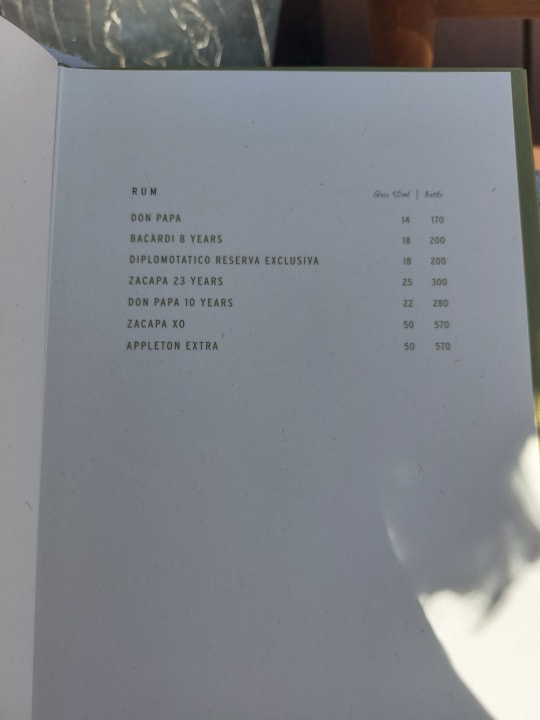 RUM Glass 50ml | Bottle
DON PAPA 14 170
BACARDI 8 YEARS 18 200
DIPLOMOTATICO RESERVA EXCLUSIVA 18 200
ZACAPA 23 YEARS 25 300
DON PAPA 10 YEARS 22 280
ZACAPA XO 50 570
APPLETON EXTRA 50 570